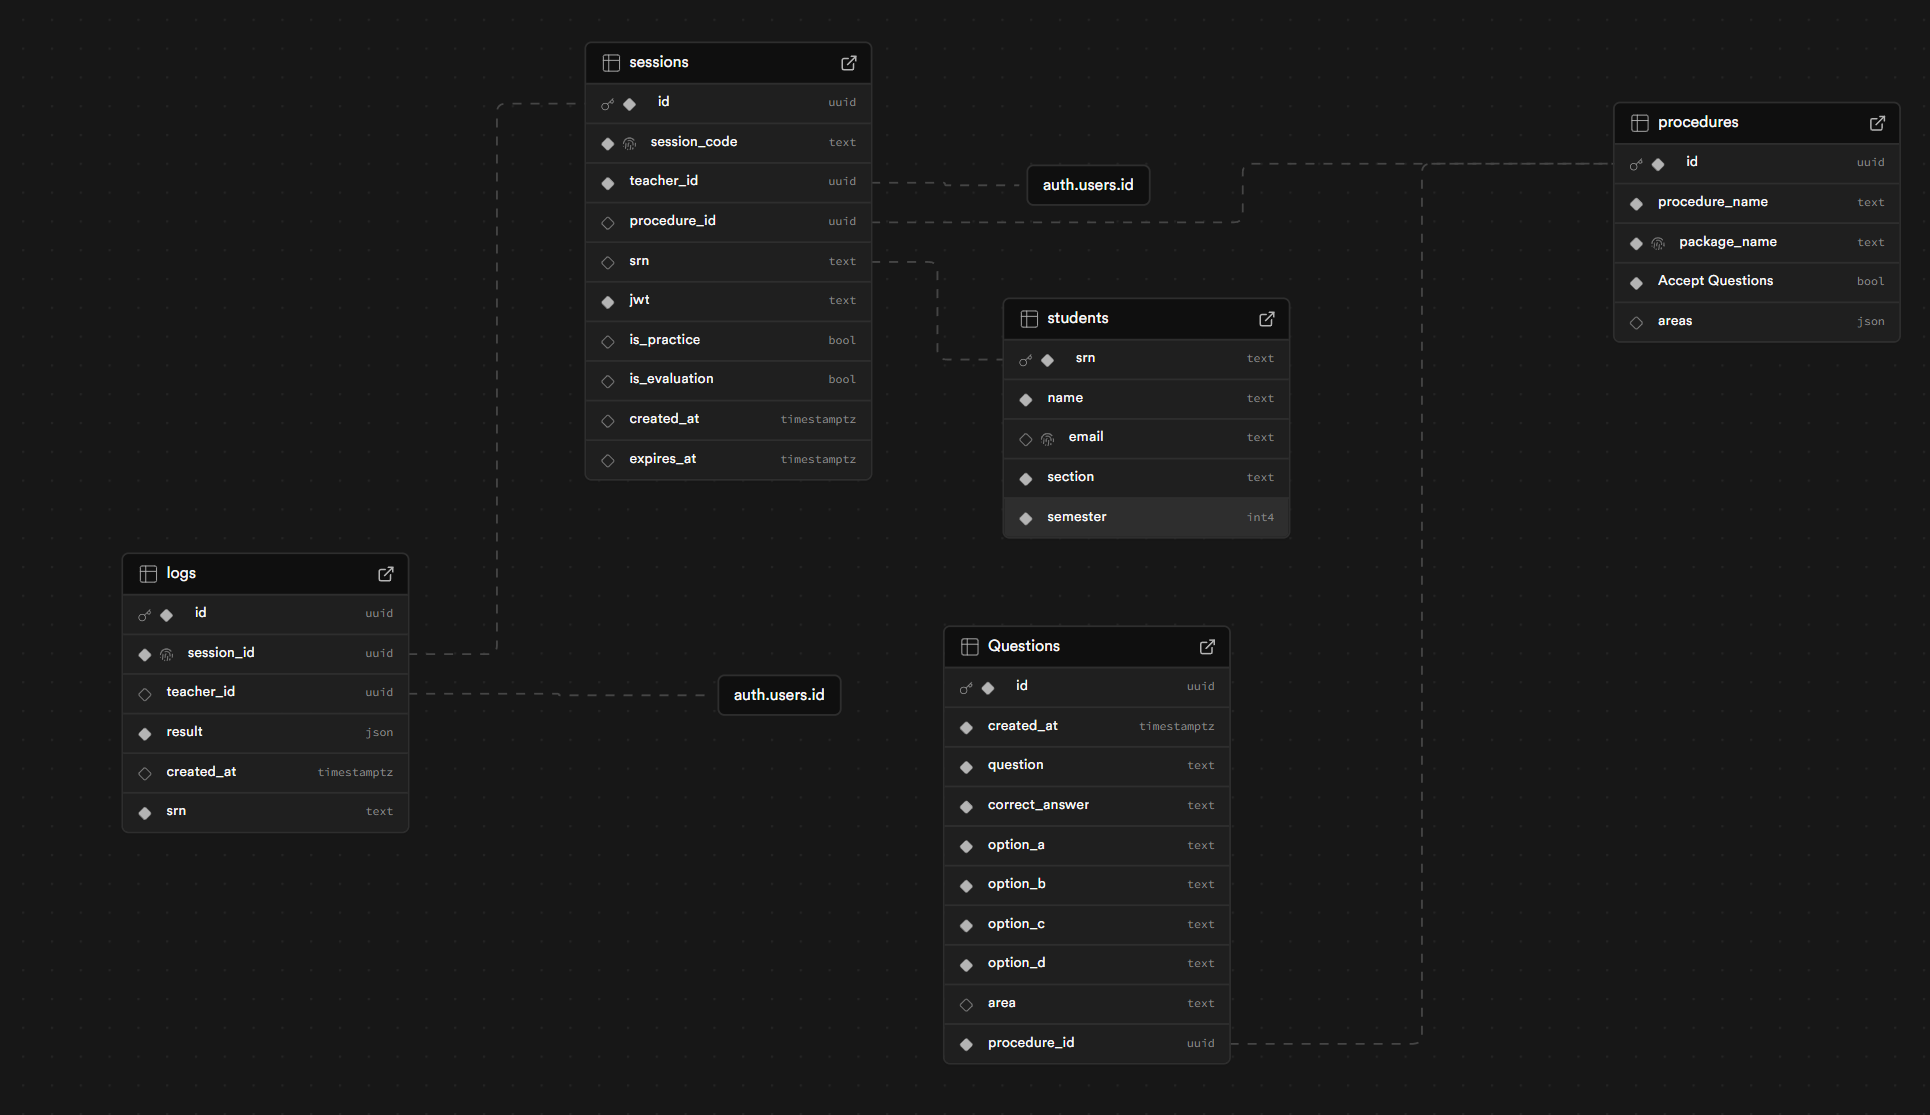 sessions
id uuid
session_code text
teacher_id uuid
procedure_id uuid
srn text
jwt text
is_practice bool
is_evaluation bool
created_at timestamptz
expires_at timestamptz
auth.users.id
procedures
id uuid
procedure_name text
package_name text
Accept Questions bool
areas json
students
srn text
name text
email text
section text
semester int4
logs
id uuid
session_id uuid
teacher_id uuid
result json
created_at timestamptz
srn text
auth.users.id
Questions
id uuid
created_at timestamptz
question text
correct_answer text
option_a text
option_b text
option_c text
option_d text
area text
procedure_id uuid